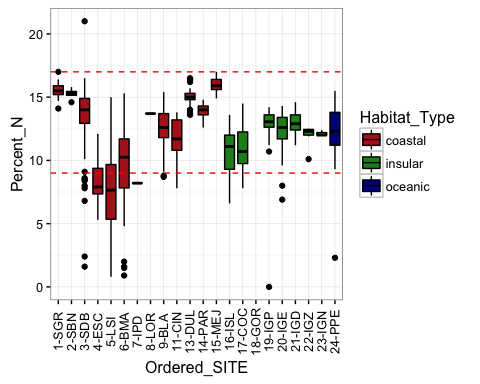 20
15
10
5
0
Percent_N
1-SGR
2-SBN
3-SDB
4-ESC
5-LSI
6-BMA
7-IPD
8-LOR
9-BLA
11-CIN
13-DUL
14-PAR
15-MEJ
16-ISL
17-COC
18-GOR
19-IGP
20-IGE
21-IGD
22-IGZ
23-IGN
24-PPE
Ordered_SITE
Habitat_Type
coastal
insular
oceanic